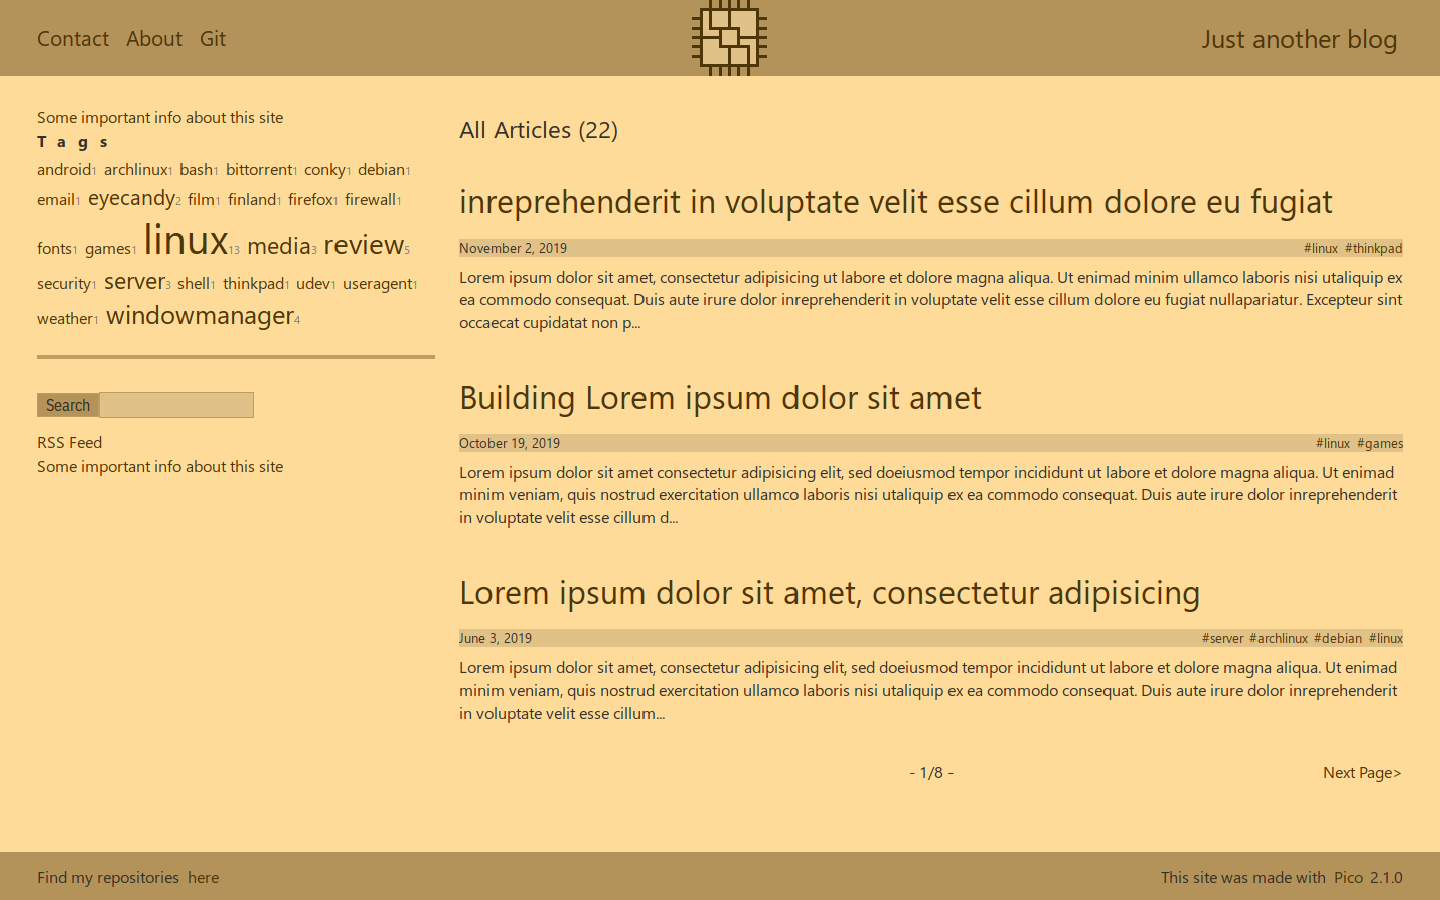 Contact About Git
Just another blog
Some important info about this site
Tags
android1 archlinux1 bash1 bittorrent1 conky1 debian1
email1 eyecandy2 film1 finland1 firefox1 firewall1
fonts1 games1 linux13 media3 review5
security1 server3 shell1 thinkpad1 udev1 useragent1
weather1 windowmanager4
Search
RSS Feed
Some important info about this site
All Articles (22)
inreprehenderit in voluptate velit esse cillum dolore eu fugiat
November 2, 2019 #linux #thinkpad
Lorem ipsum dolor sit amet, consectetur adipisicing ut labore et dolore magna aliqua. Ut enimad minim ullamco laboris nisi utaliquip ex
ea commodo consequat. Duis aute irure dolor inreprehenderit in voluptate velit esse cillum dolore eu fugiat nullapariatur. Excepteur sint
occaecat cupidatat non p...
Building Lorem ipsum dolor sit amet
October 19, 2019 #linux #games
Lorem ipsum dolor sit amet consectetur adipisicing elit, sed doeiusmod tempor incididunt ut labore et dolore magna aliqua. Ut enimad
minim veniam, quis nostrud exercitation ullamco laboris nisi utaliquip ex ea commodo consequat. Duis aute irure dolor inreprehenderit
in voluptate velit esse cillum d...
Lorem ipsum dolor sit amet, consectetur adipisicing
June 3, 2019 #server #archlinux #debian #linux
Lorem ipsum dolor sit amet, consectetur adipisicing elit, sed doeiusmod tempor incididunt ut labore et dolore magna aliqua. Ut enimad
minim veniam, quis nostrud exercitation ullamco laboris nisi utaliquip ex ea commodo consequat. Duis aute irure dolor inreprehenderit
in voluptate velit esse cillum...
- 1/8 - Next Page>
Find my repositories here
This site was made with Pico 2.1.0